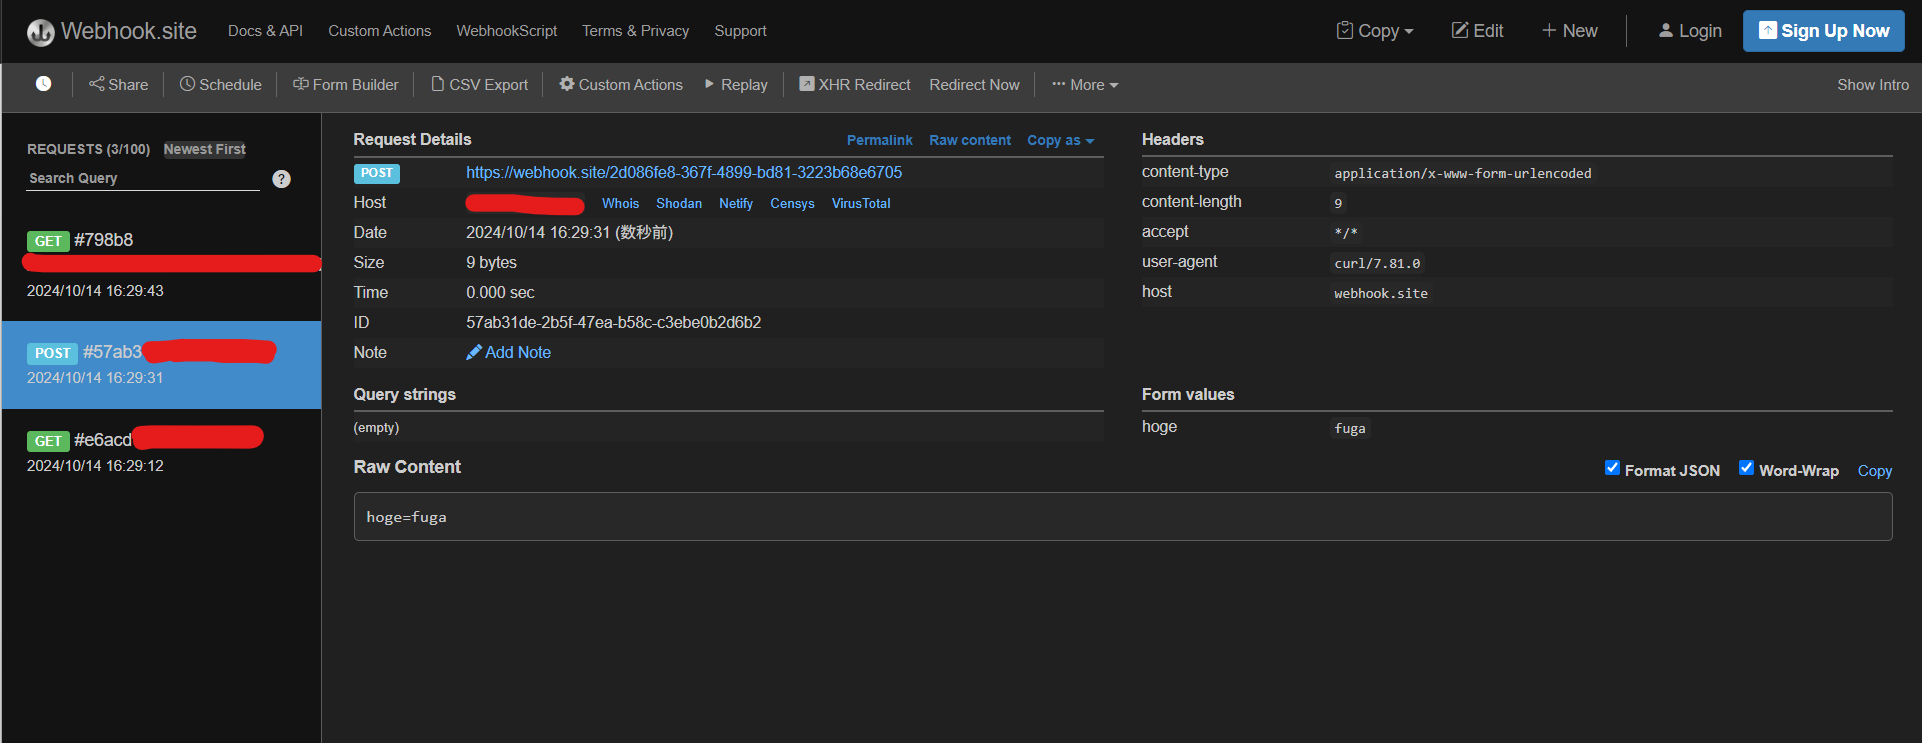 Webhook.site Docs & API Custom Actions WebhookScript Terms & Privacy Support Copy Edit New Login Sign Up Now
Share Schedule Form Builder CSV Export Custom Actions Replay XHR Redirect Redirect Now More Show Intro
REQUESTS (3/100) Newest First
Search Query ?
GET #798b8
2024/10/14 16:29:43
POST #57ab3
2024/10/14 16:29:31
GET #e6acd
2024/10/14 16:29:12
Request Details Permalink Raw content Copy as
POST https://webhook.site/2d086fe8-367f-4899-bd81-3223b68e6705
Host Whois Shodan Netify Censys VirusTotal
Date 2024/10/14 16:29:31 (数秒前)
Size 9 bytes
Time 0.000 sec
ID 57ab31de-2b5f-47ea-b58c-c3ebe0b2d6b2
Note Add Note
Headers
content-type application/x-www-form-urlencoded
content-length 9
accept */*
user-agent curl/7.81.0
host webhook.site
Query strings
(empty)
Form values
hoge fuga
Raw Content Format JSON Word-Wrap Copy
hoge=fuga